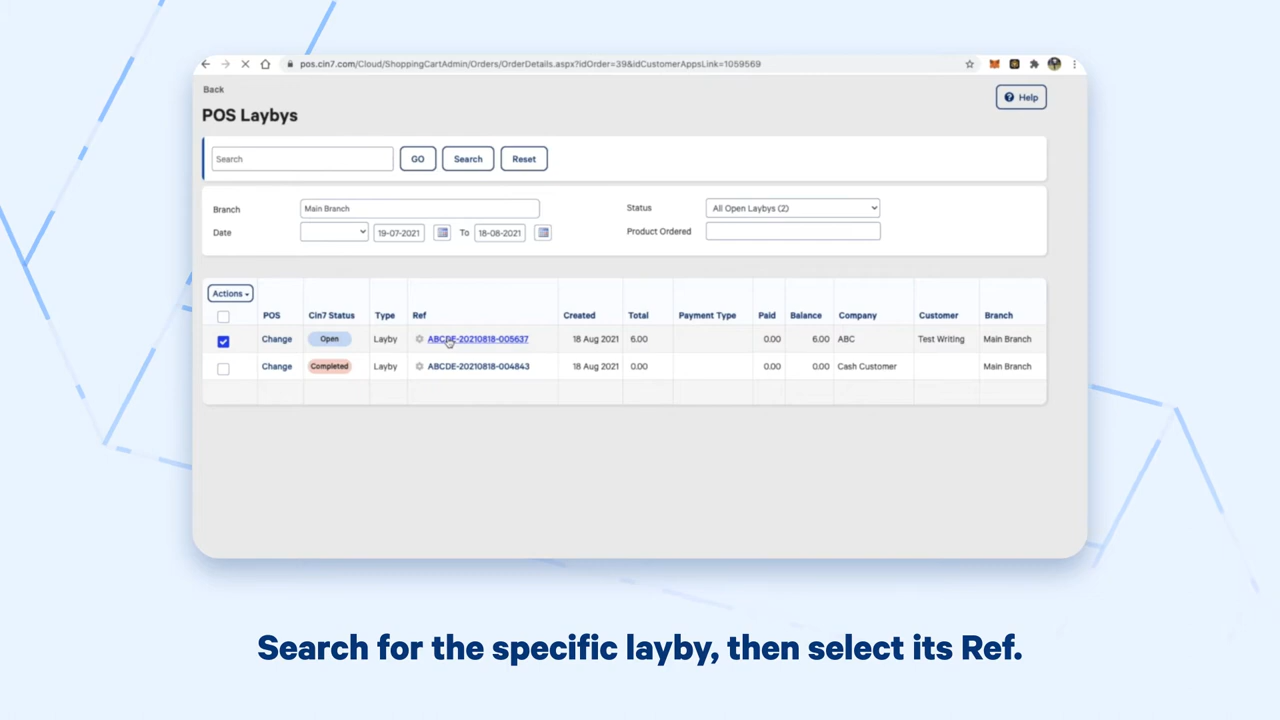 pos.cin7.com/Cloud/ShoppingCartAdmin/Orders/OrderDetails.aspx?idOrder=39&idCustomerAppsLink=1059569
Back
Help
POS Laybys
Search GO Search Reset
Branch Main Branch Status All Open Laybys (2)
Date 19-07-2021 To 18-08-2021 Product Ordered
Actions
POS Cin7 Status Type Ref Created Total Payment Type Paid Balance Company Customer Branch
Change Open Layby ABCDE-20210818-005637 18 Aug 2021 6.00 0.00 6.00 ABC Test Writing Main Branch
Change Completed Layby ABCDE-20210818-004843 18 Aug 2021 0.00 0.00 0.00 Cash Customer Main Branch
Search for the specific layby, then select its Ref.